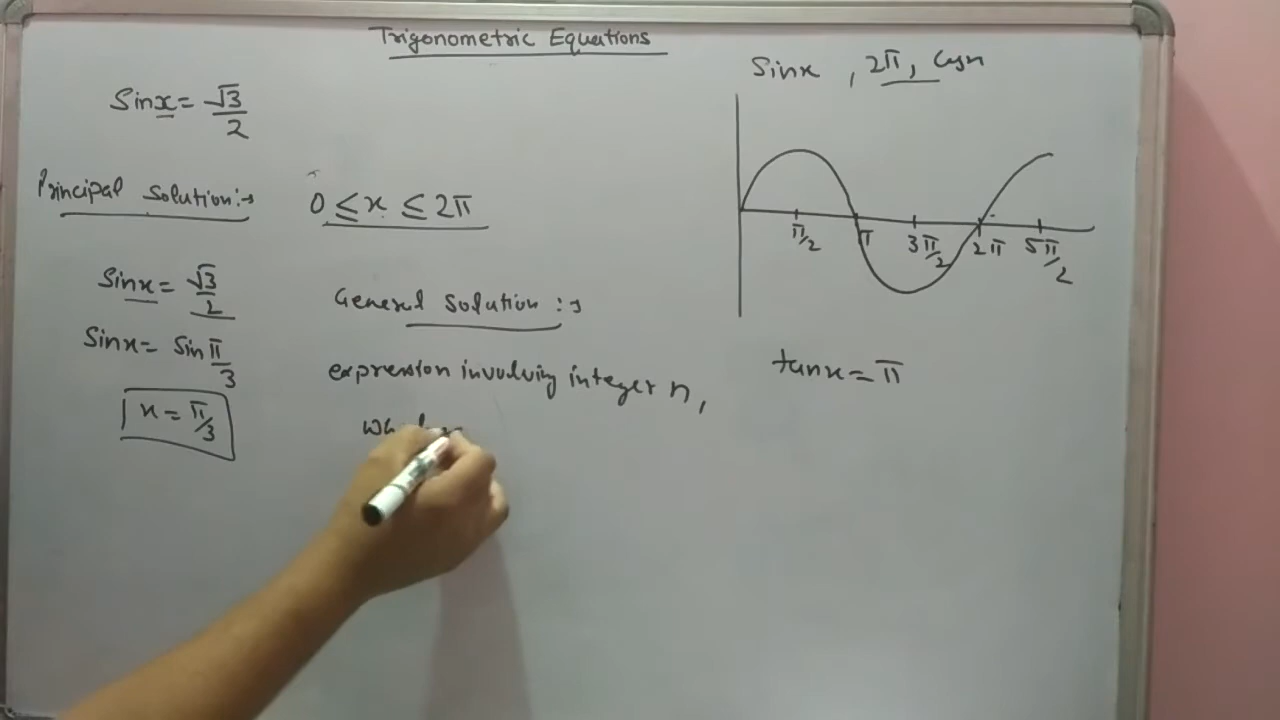 Trigonometric Equations
Sinx = √3/2
Principal Solution:→ 0 ≤ x ≤ 2π
Sinx = √3/2
Sinx = Sin π/3
x = π/3
General Solution :→
expression involving integer n,
Sinx , 2π,
π/2 π 3π/2 2π 5π/2
tanx = π